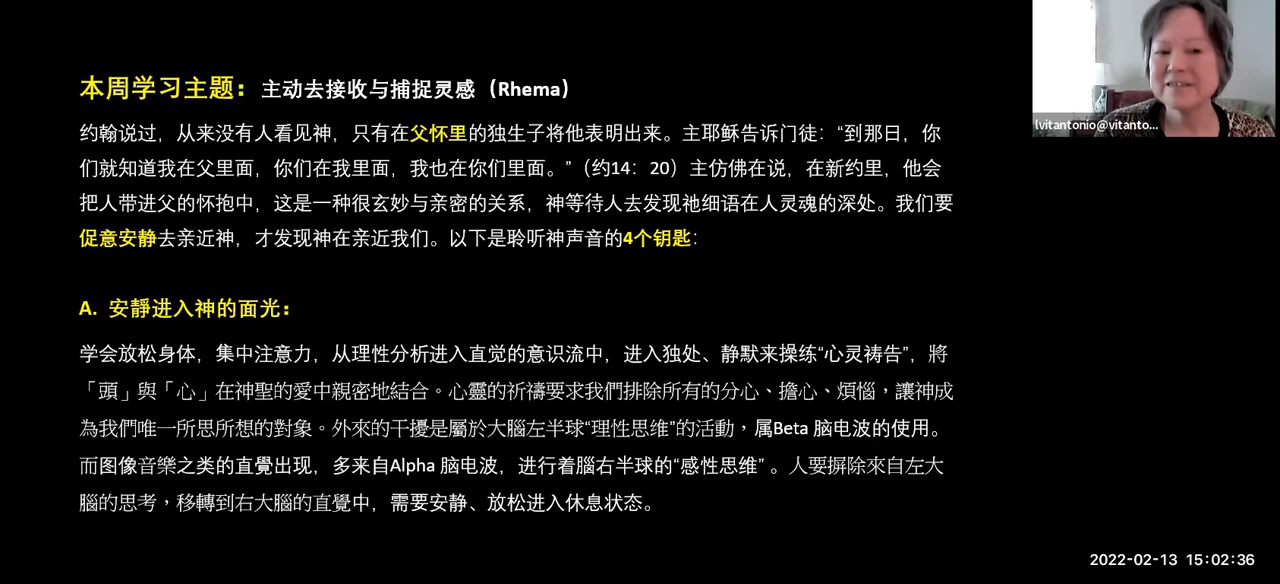 本周学习主题：主动去接收与捕捉灵感（Rhema）
约翰说过，从来没有人看见神，只有在父怀里的独生子将他表明出来。主耶稣告诉门徒：“到那日，你
们就知道我在父里面，你们在我里面，我也在你们里面。”（约14：20）主仿佛在说，在新约里，他会
把人带进父的怀抱中，这是一种很玄妙与亲密的关系，神等待人去发现祂细语在人灵魂的深处。我们要
促意安静去亲近神，才发现神在亲近我们。以下是聆听神声音的4个钥匙：
A. 安靜进入神的面光：
学会放松身体，集中注意力，从理性分析进入直觉的意识流中，进入独处、静默来操练“心灵祷告”，將
「頭」與「心」在神聖的愛中親密地結合。心靈的祈禱要求我們排除所有的分心、擔心、煩惱，讓神成
為我們唯一所思所想的對象。外來的干擾是屬於大腦左半球“理性思维”的活動，属Beta 脑电波的使用。
而图像音樂之类的直覺出现，多来自Alpha 脑电波，进行着腦右半球的“感性思维” 。人要摒除來自左大
腦的思考，移轉到右大腦的直覺中，需要安静、放松进入休息状态。
lvitantonio@vitanto...
2022-02-13 15:02:36